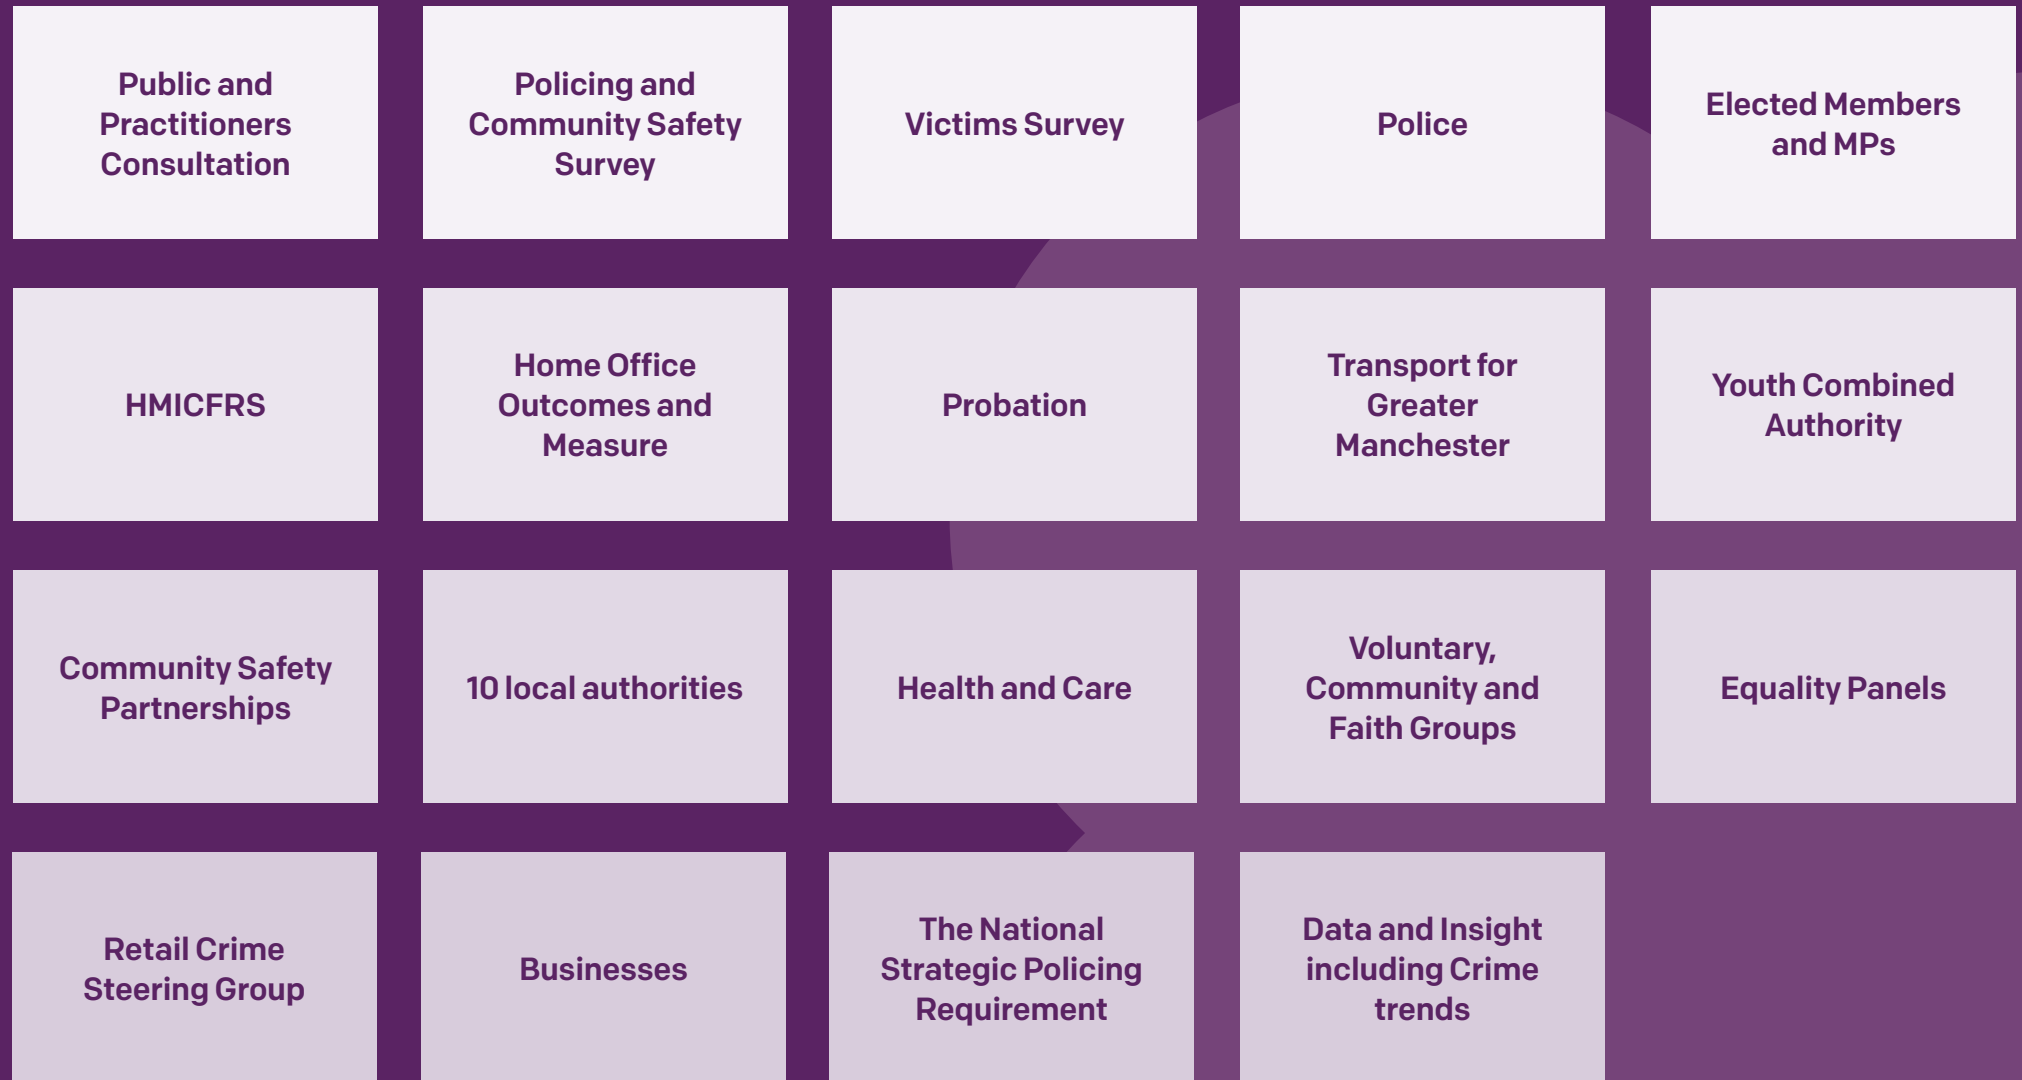 Public and
Practitioners
Consultation
Policing and
Community Safety
Survey
Victims Survey
Police
Elected Members
and MPs
HMICFRS
Home Office
Outcomes and
Measure
Probation
Transport for
Greater
Manchester
Youth Combined
Authority
Community Safety
Partnerships
10 local authorities
Health and Care
Voluntary,
Community and
Faith Groups
Equality Panels
Retail Crime
Steering Group
Businesses
The National
Strategic Policing
Requirement
Data and Insight
including Crime
trends